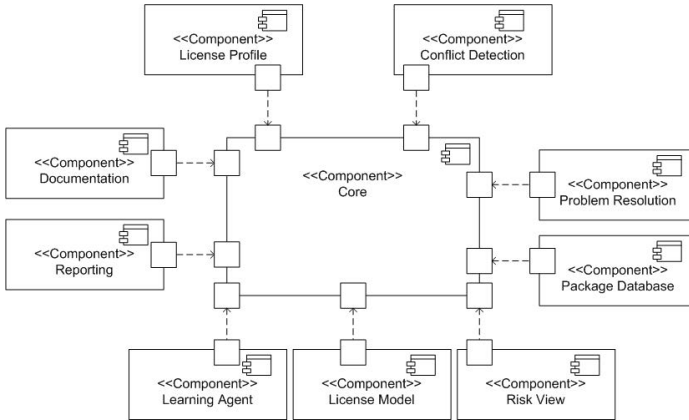 <<Component>>
License Profile
<<Component>>
Conflict Detection
<<Component>>
Documentation
<<Component>>
Core
<<Component>>
Problem Resolution
<<Component>>
Reporting
<<Component>>
Package Database
<<Component>>
Learning Agent
<<Component>>
License Model
<<Component>>
Risk View